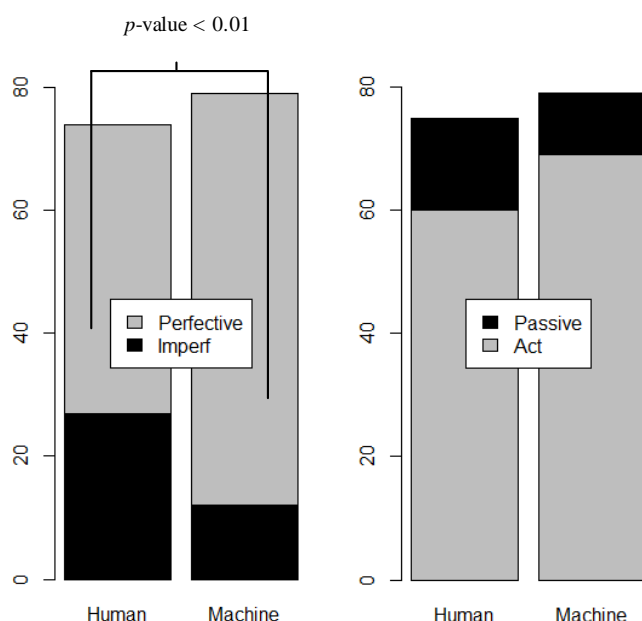 p-value < 0.01
80
60
40
20
0
Perfective
Imperf
Human Machine
80
60
40
20
0
Passive
Act
Human Machine